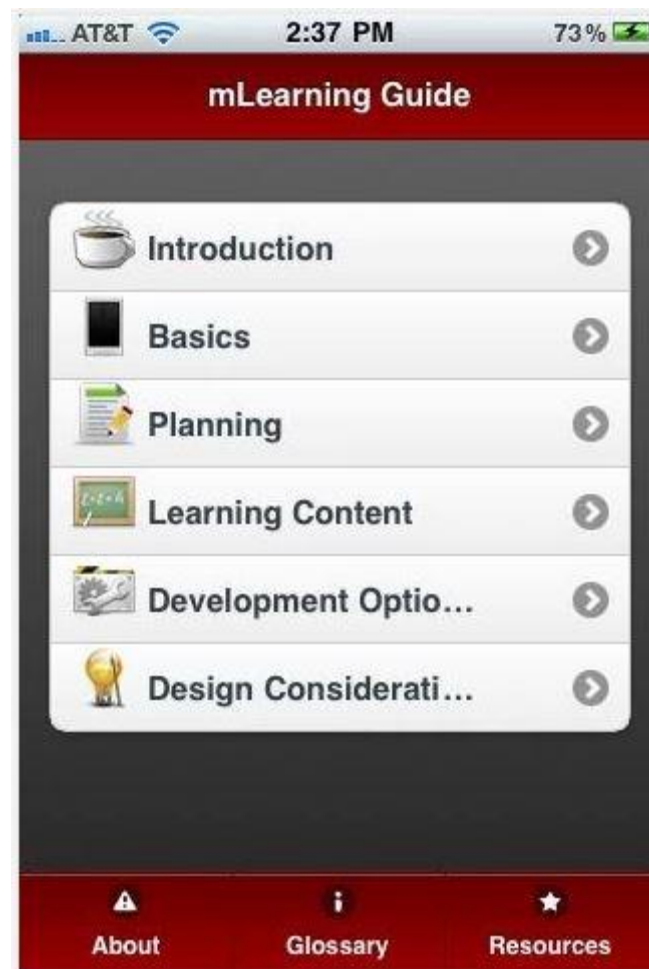 AT&T 2:37 PM 73%
mLearning Guide
Introduction
Basics
Planning
Learning Content
Development Optio...
Design Considerati...
About Glossary Resources